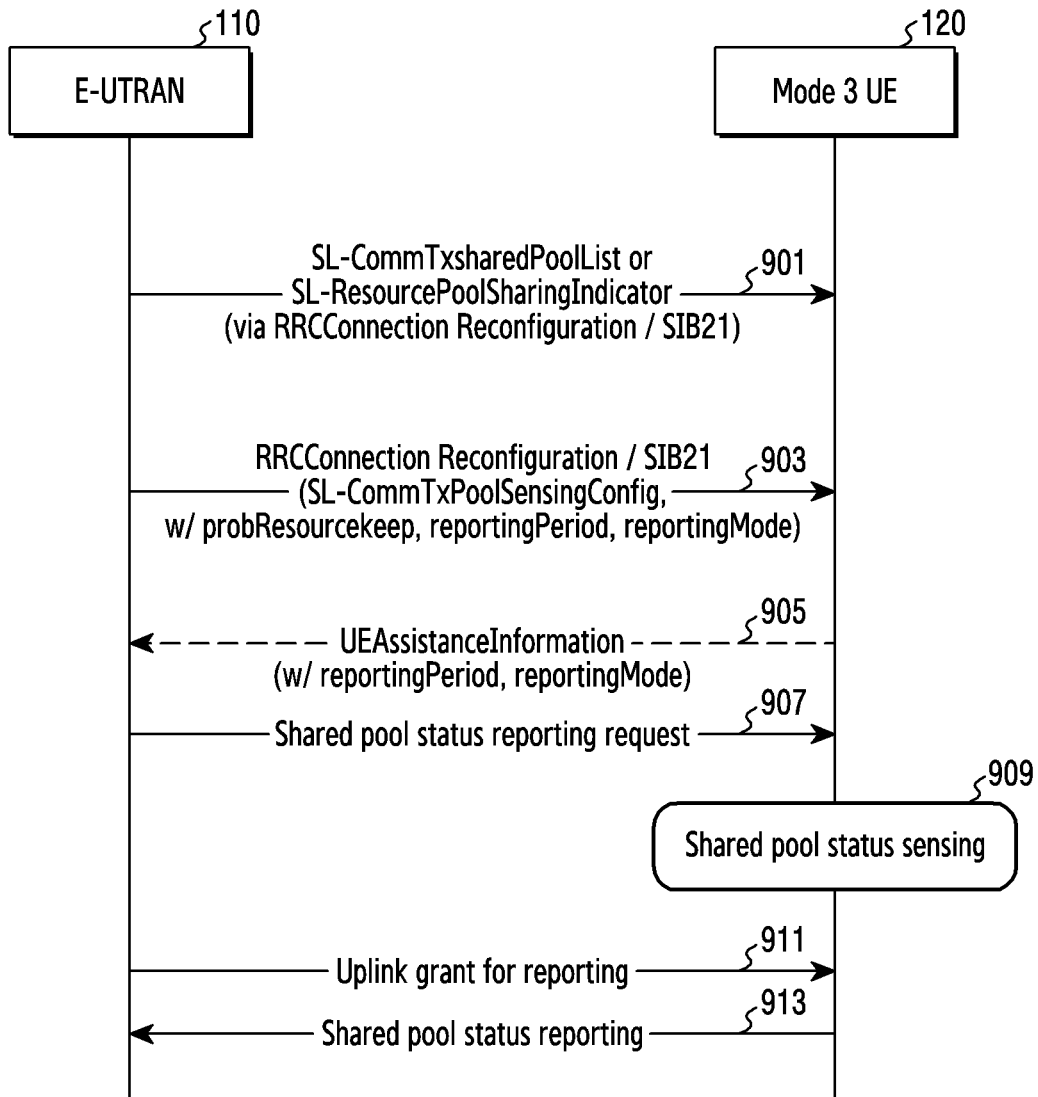 110
120
E-UTRAN
Mode 3 UE
SL-CommTxsharedPoolList or
901
SL-ResourcePoolSharingIndicator
(via RRCConnection Reconfiguration / SIB21)
RRCConnection Reconfiguration / SIB21
903
(SL-CommTxPoolSensingConfig,
w/ probResourcekeep, reportingPeriod, reportingMode)
905
UEAssistanceInformation
(w/ reportingPeriod, reportingMode)
907
Shared pool status reporting request
909
Shared pool status sensing
911
Uplink grant for reporting
913
Shared pool status reporting